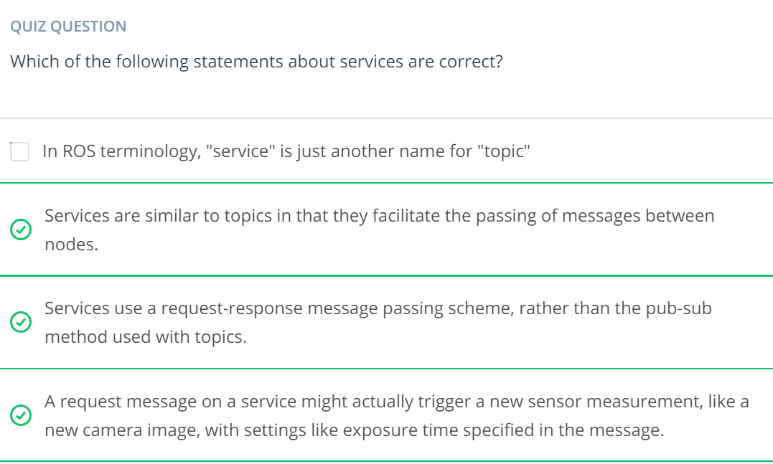 QUIZ QUESTION
Which of the following statements about services are correct?
In ROS terminology, "service" is just another name for "topic"
Services are similar to topics in that they facilitate the passing of messages between
nodes.
Services use a request-response message passing scheme, rather than the pub-sub
method used with topics.
A request message on a service might actually trigger a new sensor measurement, like a
new camera image, with settings like exposure time specified in the message.